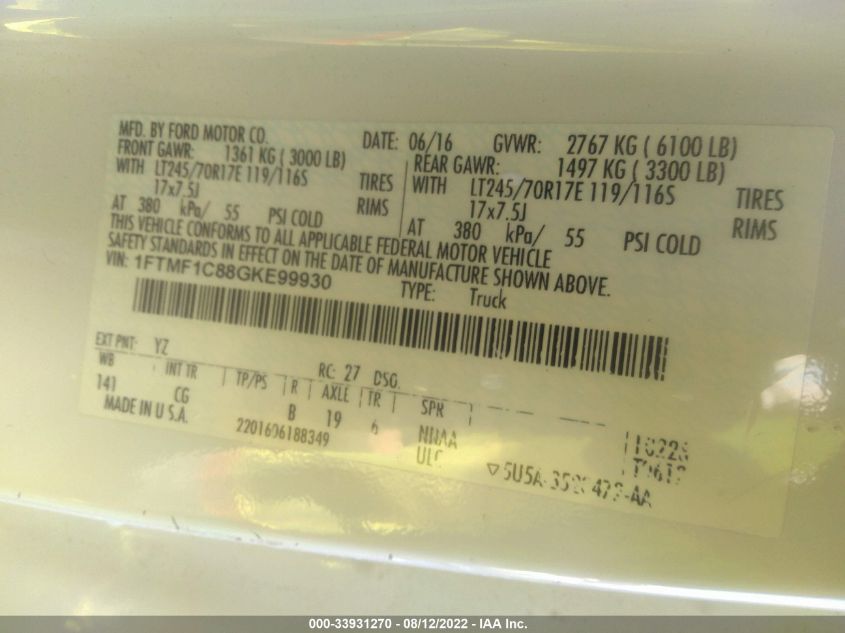 MFD. BY FORD MOTOR CO. DATE: 06/16 GVWR: 2767 KG ( 6100 LB)
FRONT GAWR: 1361 KG ( 3000 LB) REAR GAWR: 1497 KG ( 3300 LB)
WITH LT245/70R17E 119/116S TIRES WITH LT245/70R17E 119/116S TIRES
17x7.5J RIMS 17x7.5J RIMS
AT 380 kPa/ 55 PSI COLD AT 380 kPa/ 55 PSI COLD
THIS VEHICLE CONFORMS TO ALL APPLICABLE FEDERAL MOTOR VEHICLE
SAFETY STANDARDS IN EFFECT ON THE DATE OF MANUFACTURE SHOWN ABOVE.
VIN: 1FTMF1C88GKE99930 TYPE: Truck
EXT PNT: YZ RC: 27 DSO:
WB INT TR TP/PS R AXLE TR SPR
141 CG B 19 6 NNAA
MADE IN U S.A. 2201606188349 ULC
000-33931270 - 08/12/2022 - IAA Inc.